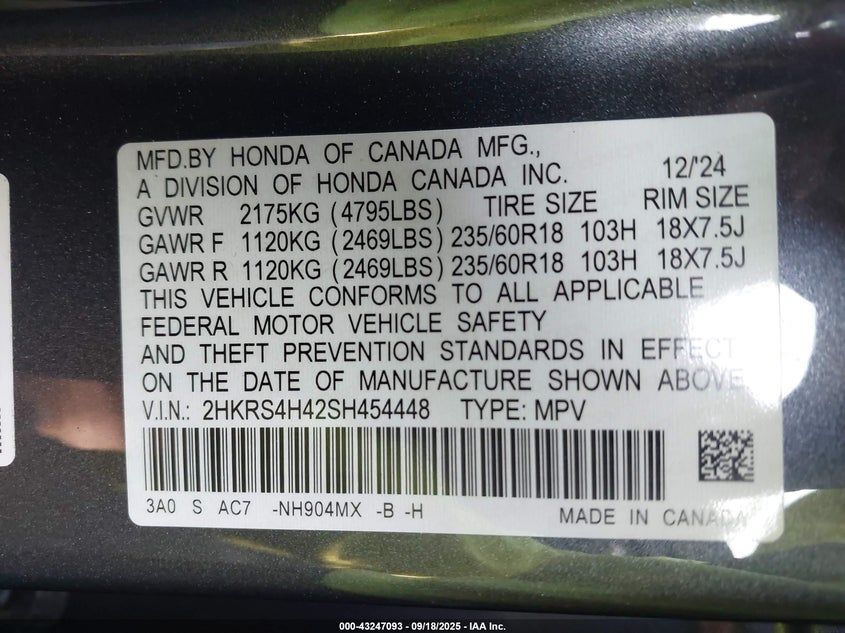 MFD.BY HONDA OF CANADA MFG.,
A DIVISION OF HONDA CANADA INC. 12/'24
GVWR 2175KG (4795LBS) TIRE SIZE RIM SIZE
GAWR F 1120KG (2469LBS) 235/60R18 103H 18X7.5J
GAWR R 1120KG (2469LBS) 235/60R18 103H 18X7.5J
THIS VEHICLE CONFORMS TO ALL APPLICABLE
FEDERAL MOTOR VEHICLE SAFETY
AND THEFT PREVENTION STANDARDS IN EFFECT
ON THE DATE OF MANUFACTURE SHOWN ABOVE
V.I.N.: 2HKRS4H42SH454448 TYPE: MPV
3A0 S AC7 -NH904MX -B -H MADE IN CANADA
000-43247093 - 09/18/2025 - IAA Inc.